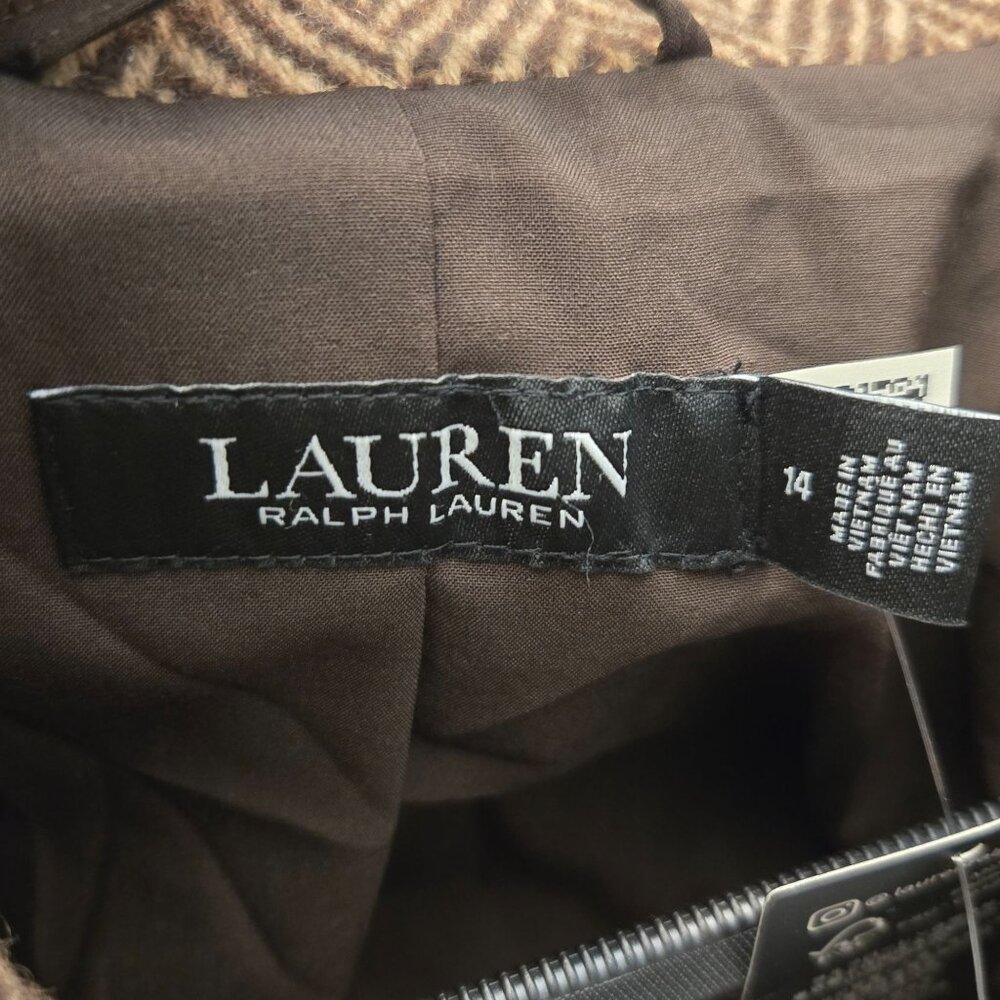 LAUREN
RALPH LAUREN
14
MADE IN
VIETNAM
FABRIQUE AU
VIET NAM
HECHO EN
VIETNAM